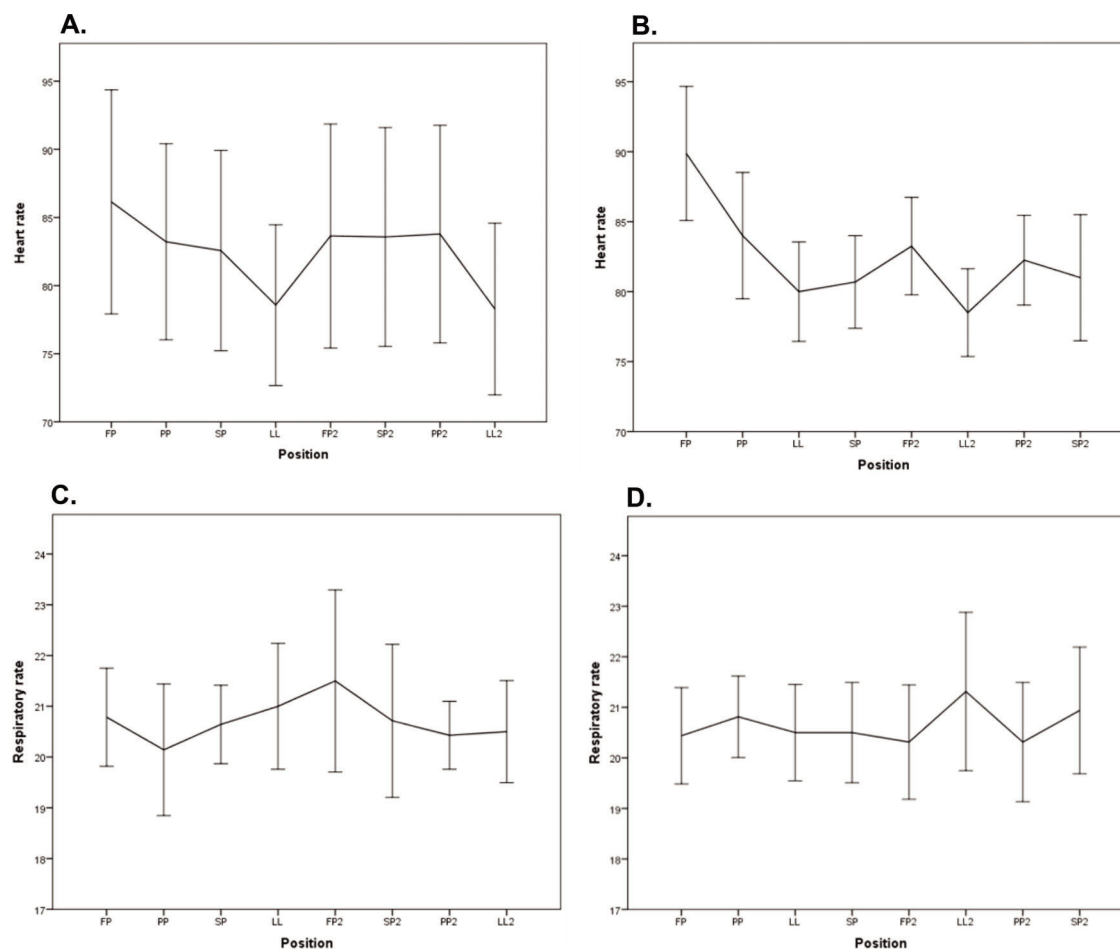 A.
Heart rate
95
90
85
80
75
70
FP PP SP LL FP2 SP2 PP2 LL2
Position
B.
Heart rate
95
90
85
80
75
70
FP PP LL SP FP2 LL2 PP2 SP2
Position
C.
Respiratory rate
24
23
22
21
20
19
18
17
FP PP SP LL FP2 SP2 PP2 LL2
Position
D.
Respiratory rate
24
23
22
21
20
19
18
17
FP PP LL SP FP2 LL2 PP2 SP2
Position